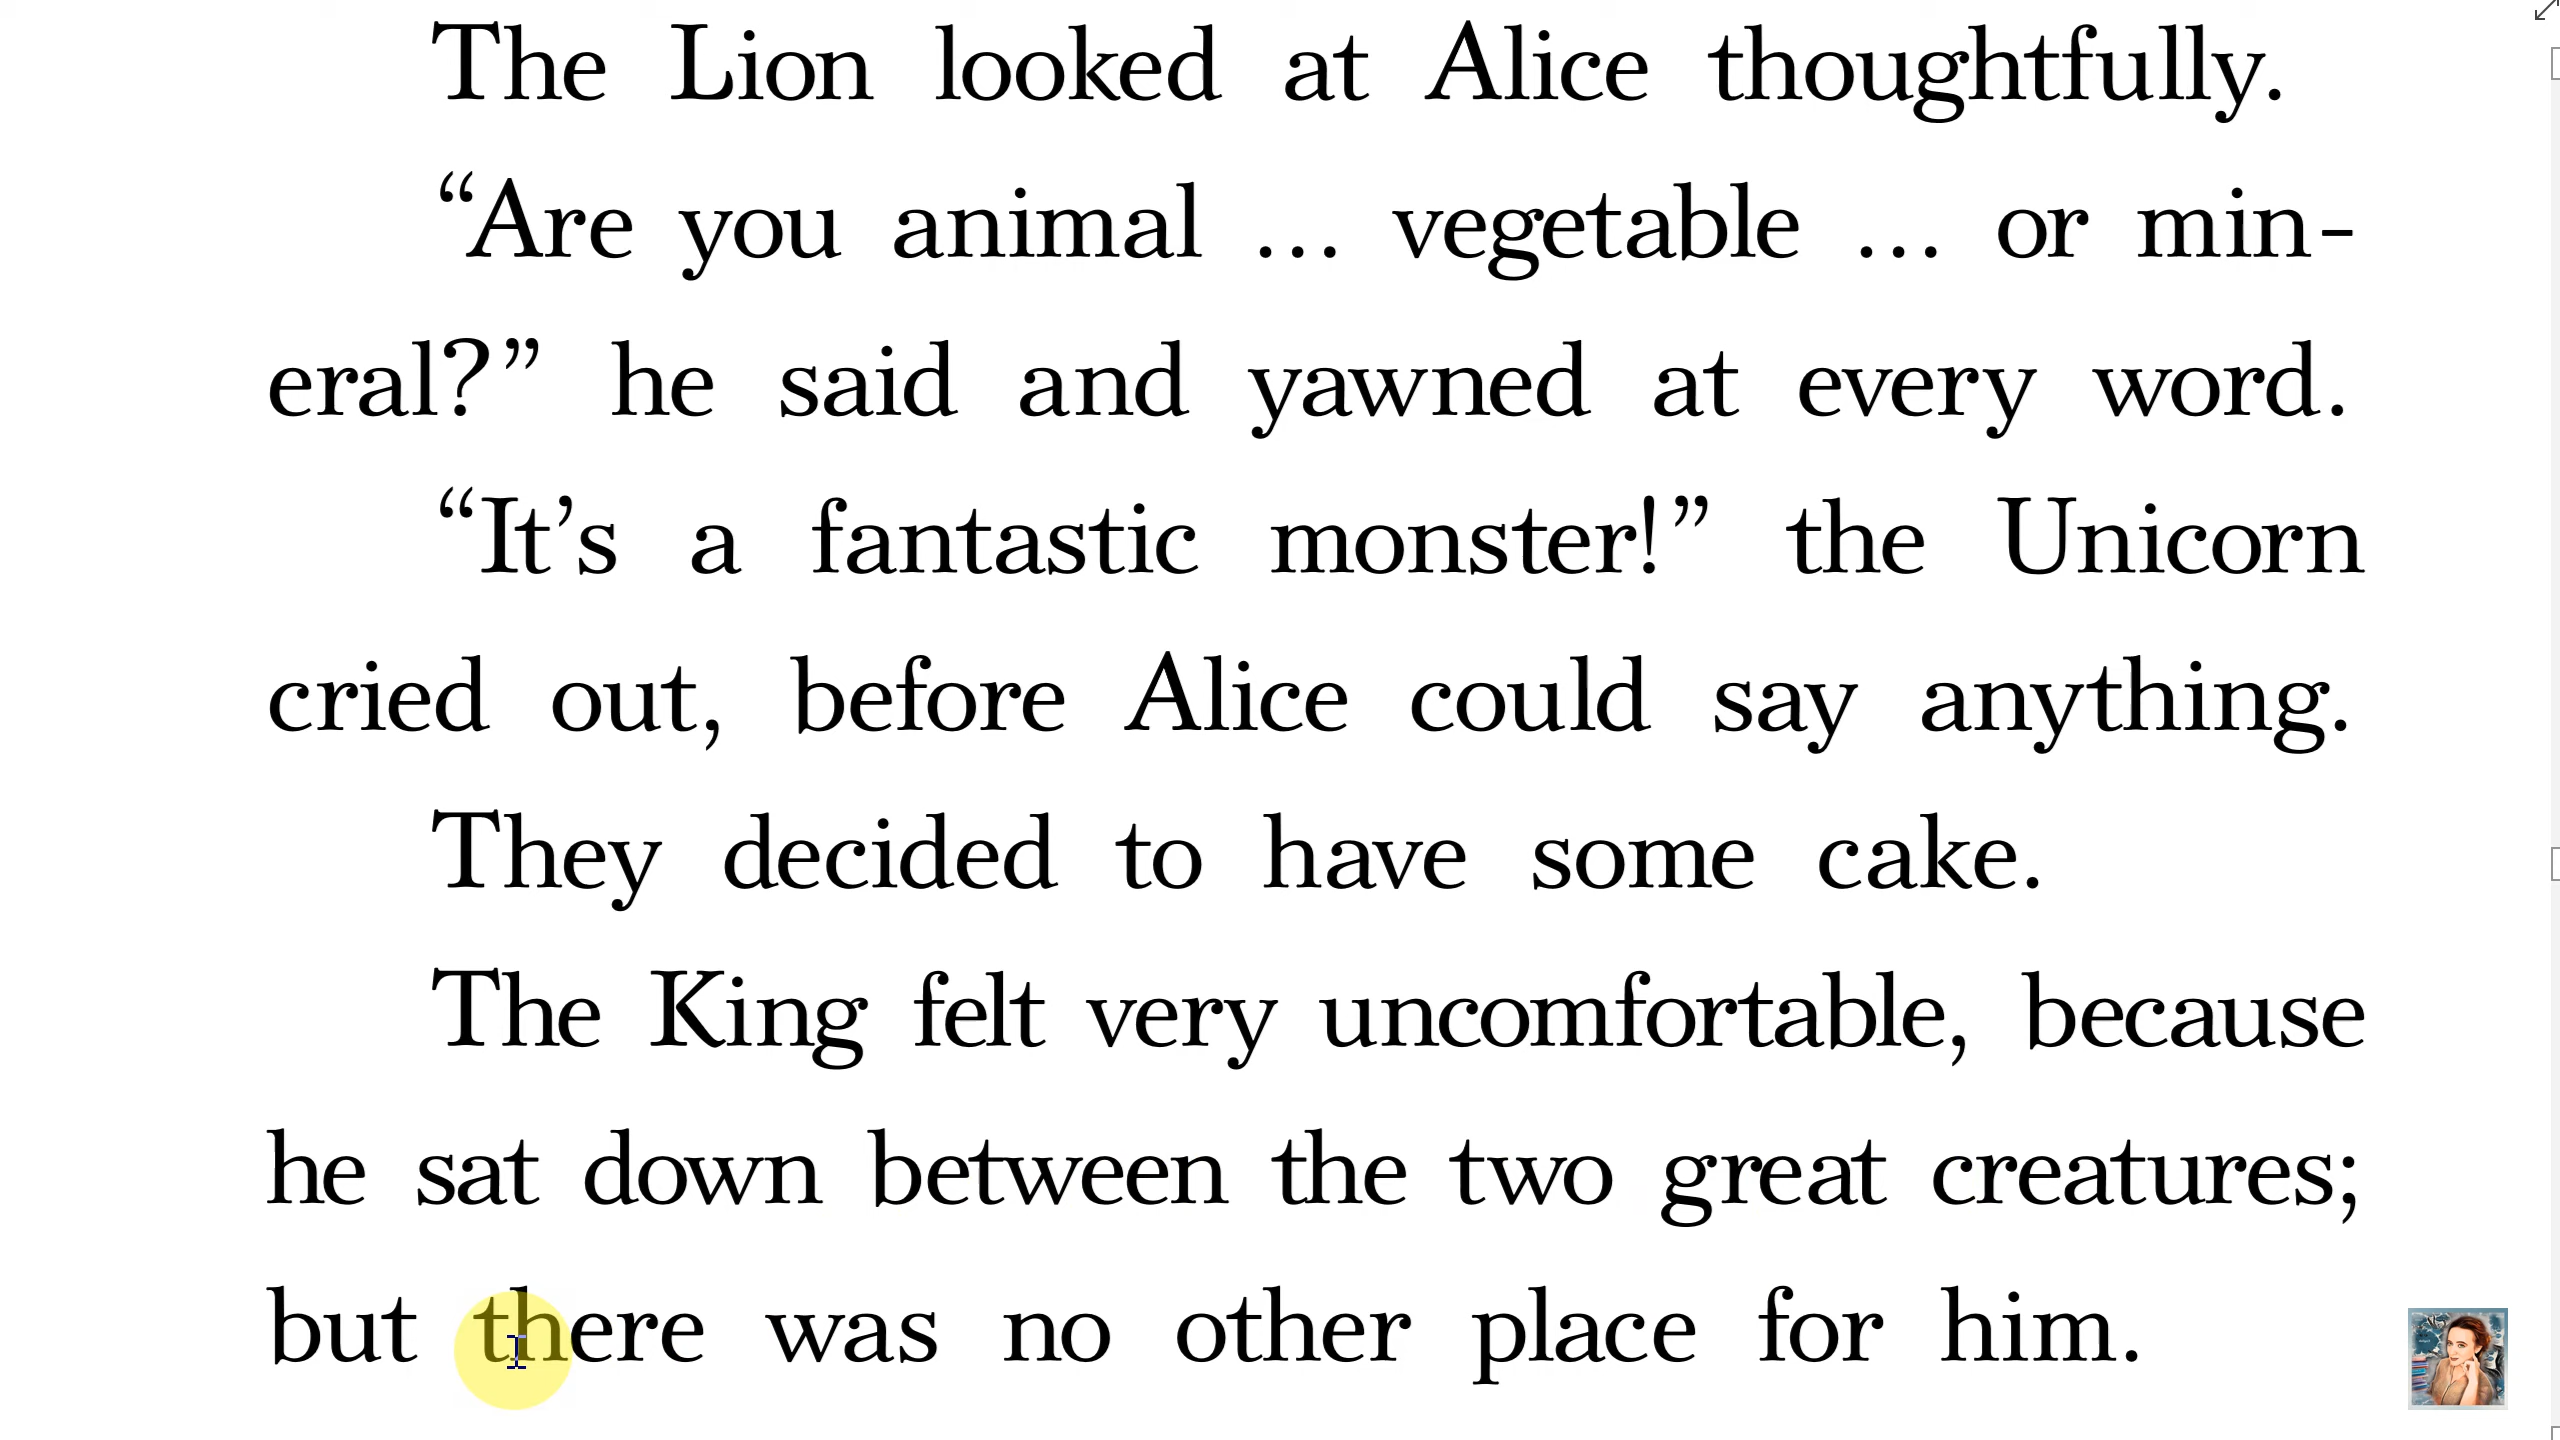 The Lion looked at Alice thoughtfully.
“Are you animal … vegetable … or min-
eral?” he said and yawned at every word.
“It’s a fantastic monster!” the Unicorn
cried out, before Alice could say anything.
They decided to have some cake.
The King felt very uncomfortable, because
he sat down between the two great creatures;
but there was no other place for him.